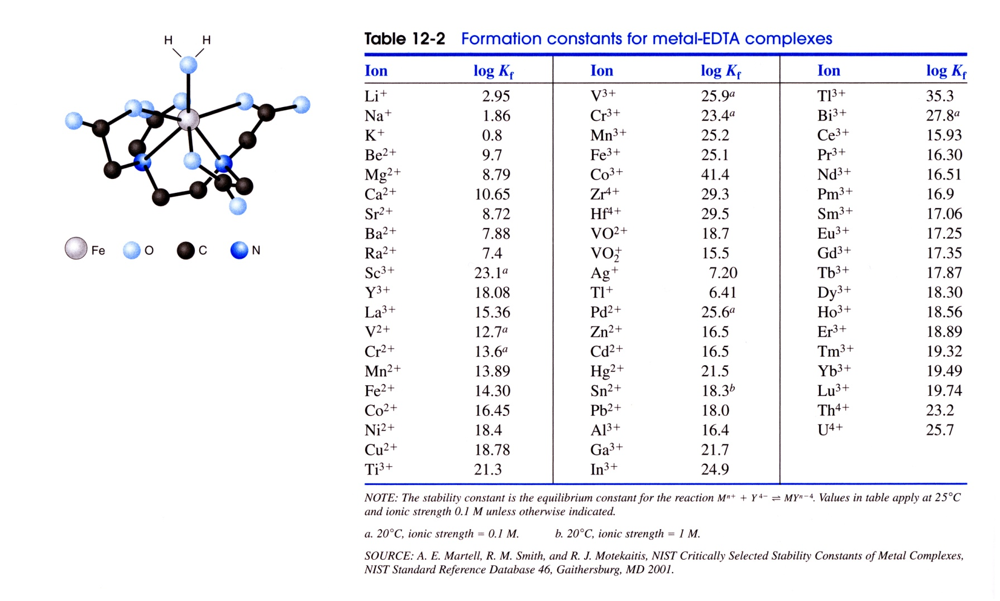 H H
Fe O C N
Table 12-2 Formation constants for metal-EDTA complexes
Ion log Kf Ion log Kf Ion log Kf
Li+ 2.95 V3+ 25.9a Tl3+ 35.3
Na+ 1.86 Cr3+ 23.4a Bi3+ 27.8a
K+ 0.8 Mn3+ 25.2 Ce3+ 15.93
Be2+ 9.7 Fe3+ 25.1 Pr3+ 16.30
Mg2+ 8.79 Co3+ 41.4 Nd3+ 16.51
Ca2+ 10.65 Zr4+ 29.3 Pm3+ 16.9
Sr2+ 8.72 Hf4+ 29.5 Sm3+ 17.06
Ba2+ 7.88 VO2+ 18.7 Eu3+ 17.25
Ra2+ 7.4 VO2+ 15.5 Gd3+ 17.35
Sc3+ 23.1a Ag+ 7.20 Tb3+ 17.87
Y3+ 18.08 Tl+ 6.41 Dy3+ 18.30
La3+ 15.36 Pd2+ 25.6a Ho3+ 18.56
V2+ 12.7a Zn2+ 16.5 Er3+ 18.89
Cr2+ 13.6a Cd2+ 16.5 Tm3+ 19.32
Mn2+ 13.89 Hg2+ 21.5 Yb3+ 19.49
Fe2+ 14.30 Sn2+ 18.3b Lu3+ 19.74
Co2+ 16.45 Pb2+ 18.0 Th4+ 23.2
Ni2+ 18.4 Al3+ 16.4 U4+ 25.7
Cu2+ 18.78 Ga3+ 21.7
Ti3+ 21.3 In3+ 24.9
NOTE: The stability constant is the equilibrium constant for the reaction Mn+ + Y4− ⇌ MYn−4. Values in table apply at 25°C
and ionic strength 0.1 M unless otherwise indicated.
a. 20°C, ionic strength = 0.1 M. b. 20°C, ionic strength = 1 M.
SOURCE: A. E. Martell, R. M. Smith, and R. J. Motekaitis, NIST Critically Selected Stability Constants of Metal Complexes,
NIST Standard Reference Database 46, Gaithersburg, MD 2001.